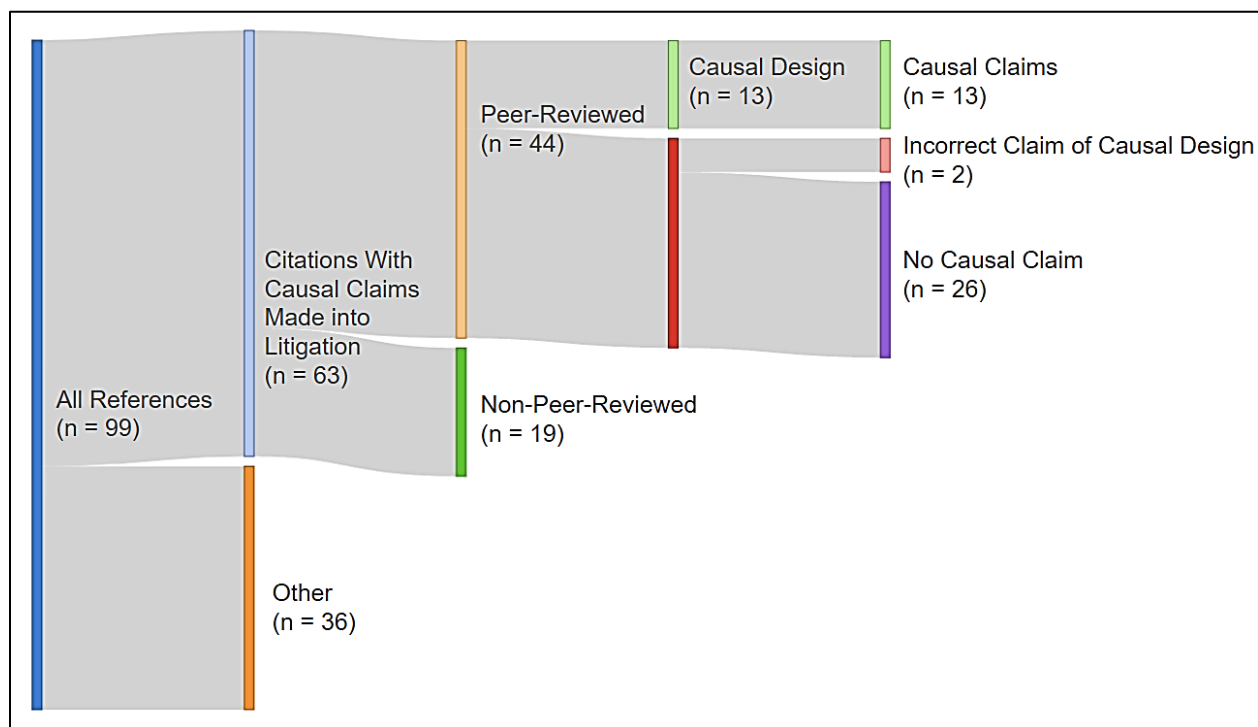 All References
(n = 99)
Citations With
Causal Claims
Made into
Litigation
(n = 63)
Other
(n = 36)
Peer-Reviewed
(n = 44)
Non-Peer-Reviewed
(n = 19)
Causal Design
(n = 13)
Causal Claims
(n = 13)
Incorrect Claim of Causal Design
(n = 2)
No Causal Claim
(n = 26)